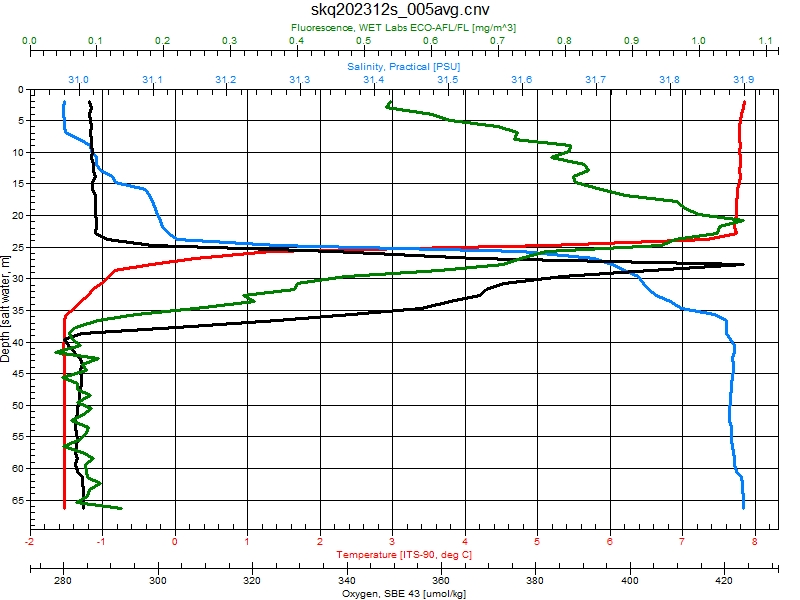 skq202312s_005avg.cnv
Fluorescence, WET Labs ECO-AFL/FL [mg/m^3]
0.0 0.1 0.2 0.3 0.4 0.5 0.6 0.7 0.8 0.9 1.0 1.1
Salinity, Practical [PSU]
31.0 31.1 31.2 31.3 31.4 31.5 31.6 31.7 31.8 31.9
0
5
10
15
20
25
30
35
40
45
50
55
60
65
Depth [salt water, m]
-2 -1 0 1 2 3 4 5 6 7 8
Temperature [ITS-90, deg C]
280 300 320 340 360 380 400 420
Oxygen, SBE 43 [umol/kg]